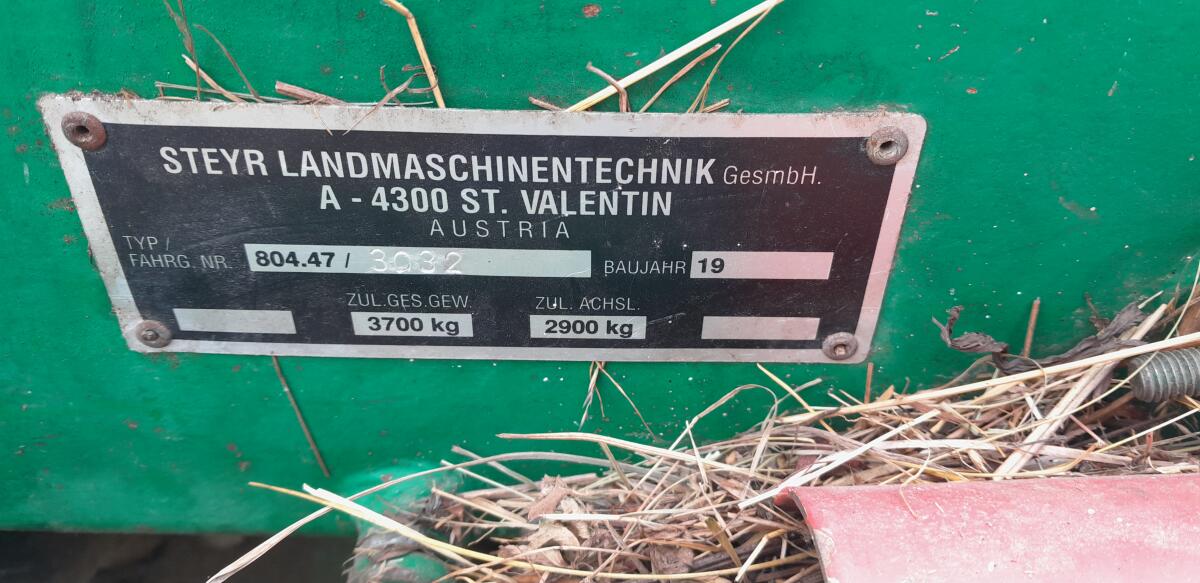 STEYR LANDMASCHINENTECHNIK GesmbH.
A - 4300 ST. VALENTIN
AUSTRIA
TYP /
FAHRG. NR. 804.47 / 3032 BAUJAHR 19
ZUL.GES.GEW. ZUL. ACHSL.
3700 kg 2900 kg